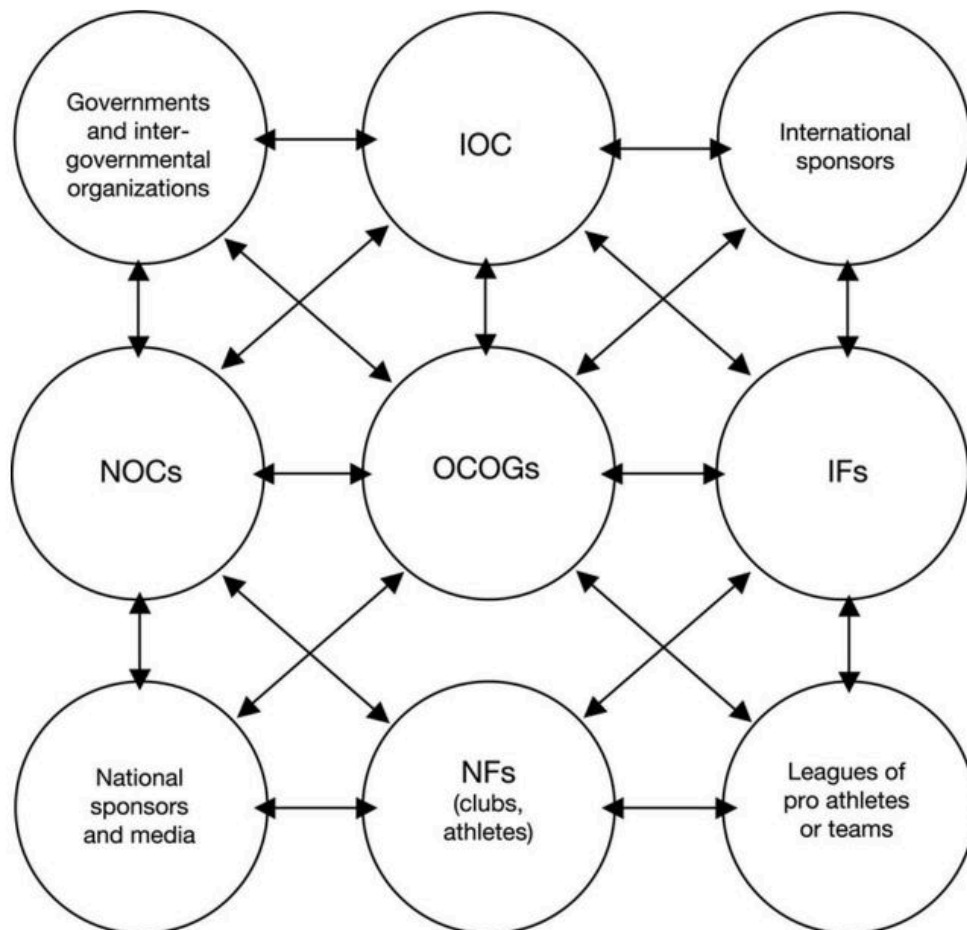 Governments
and inter-
governmental
organizations
IOC
International
sponsors
NOCs
OCOGs
IFs
National
sponsors
and media
NFs
(clubs,
athletes)
Leagues of
pro athletes
or teams